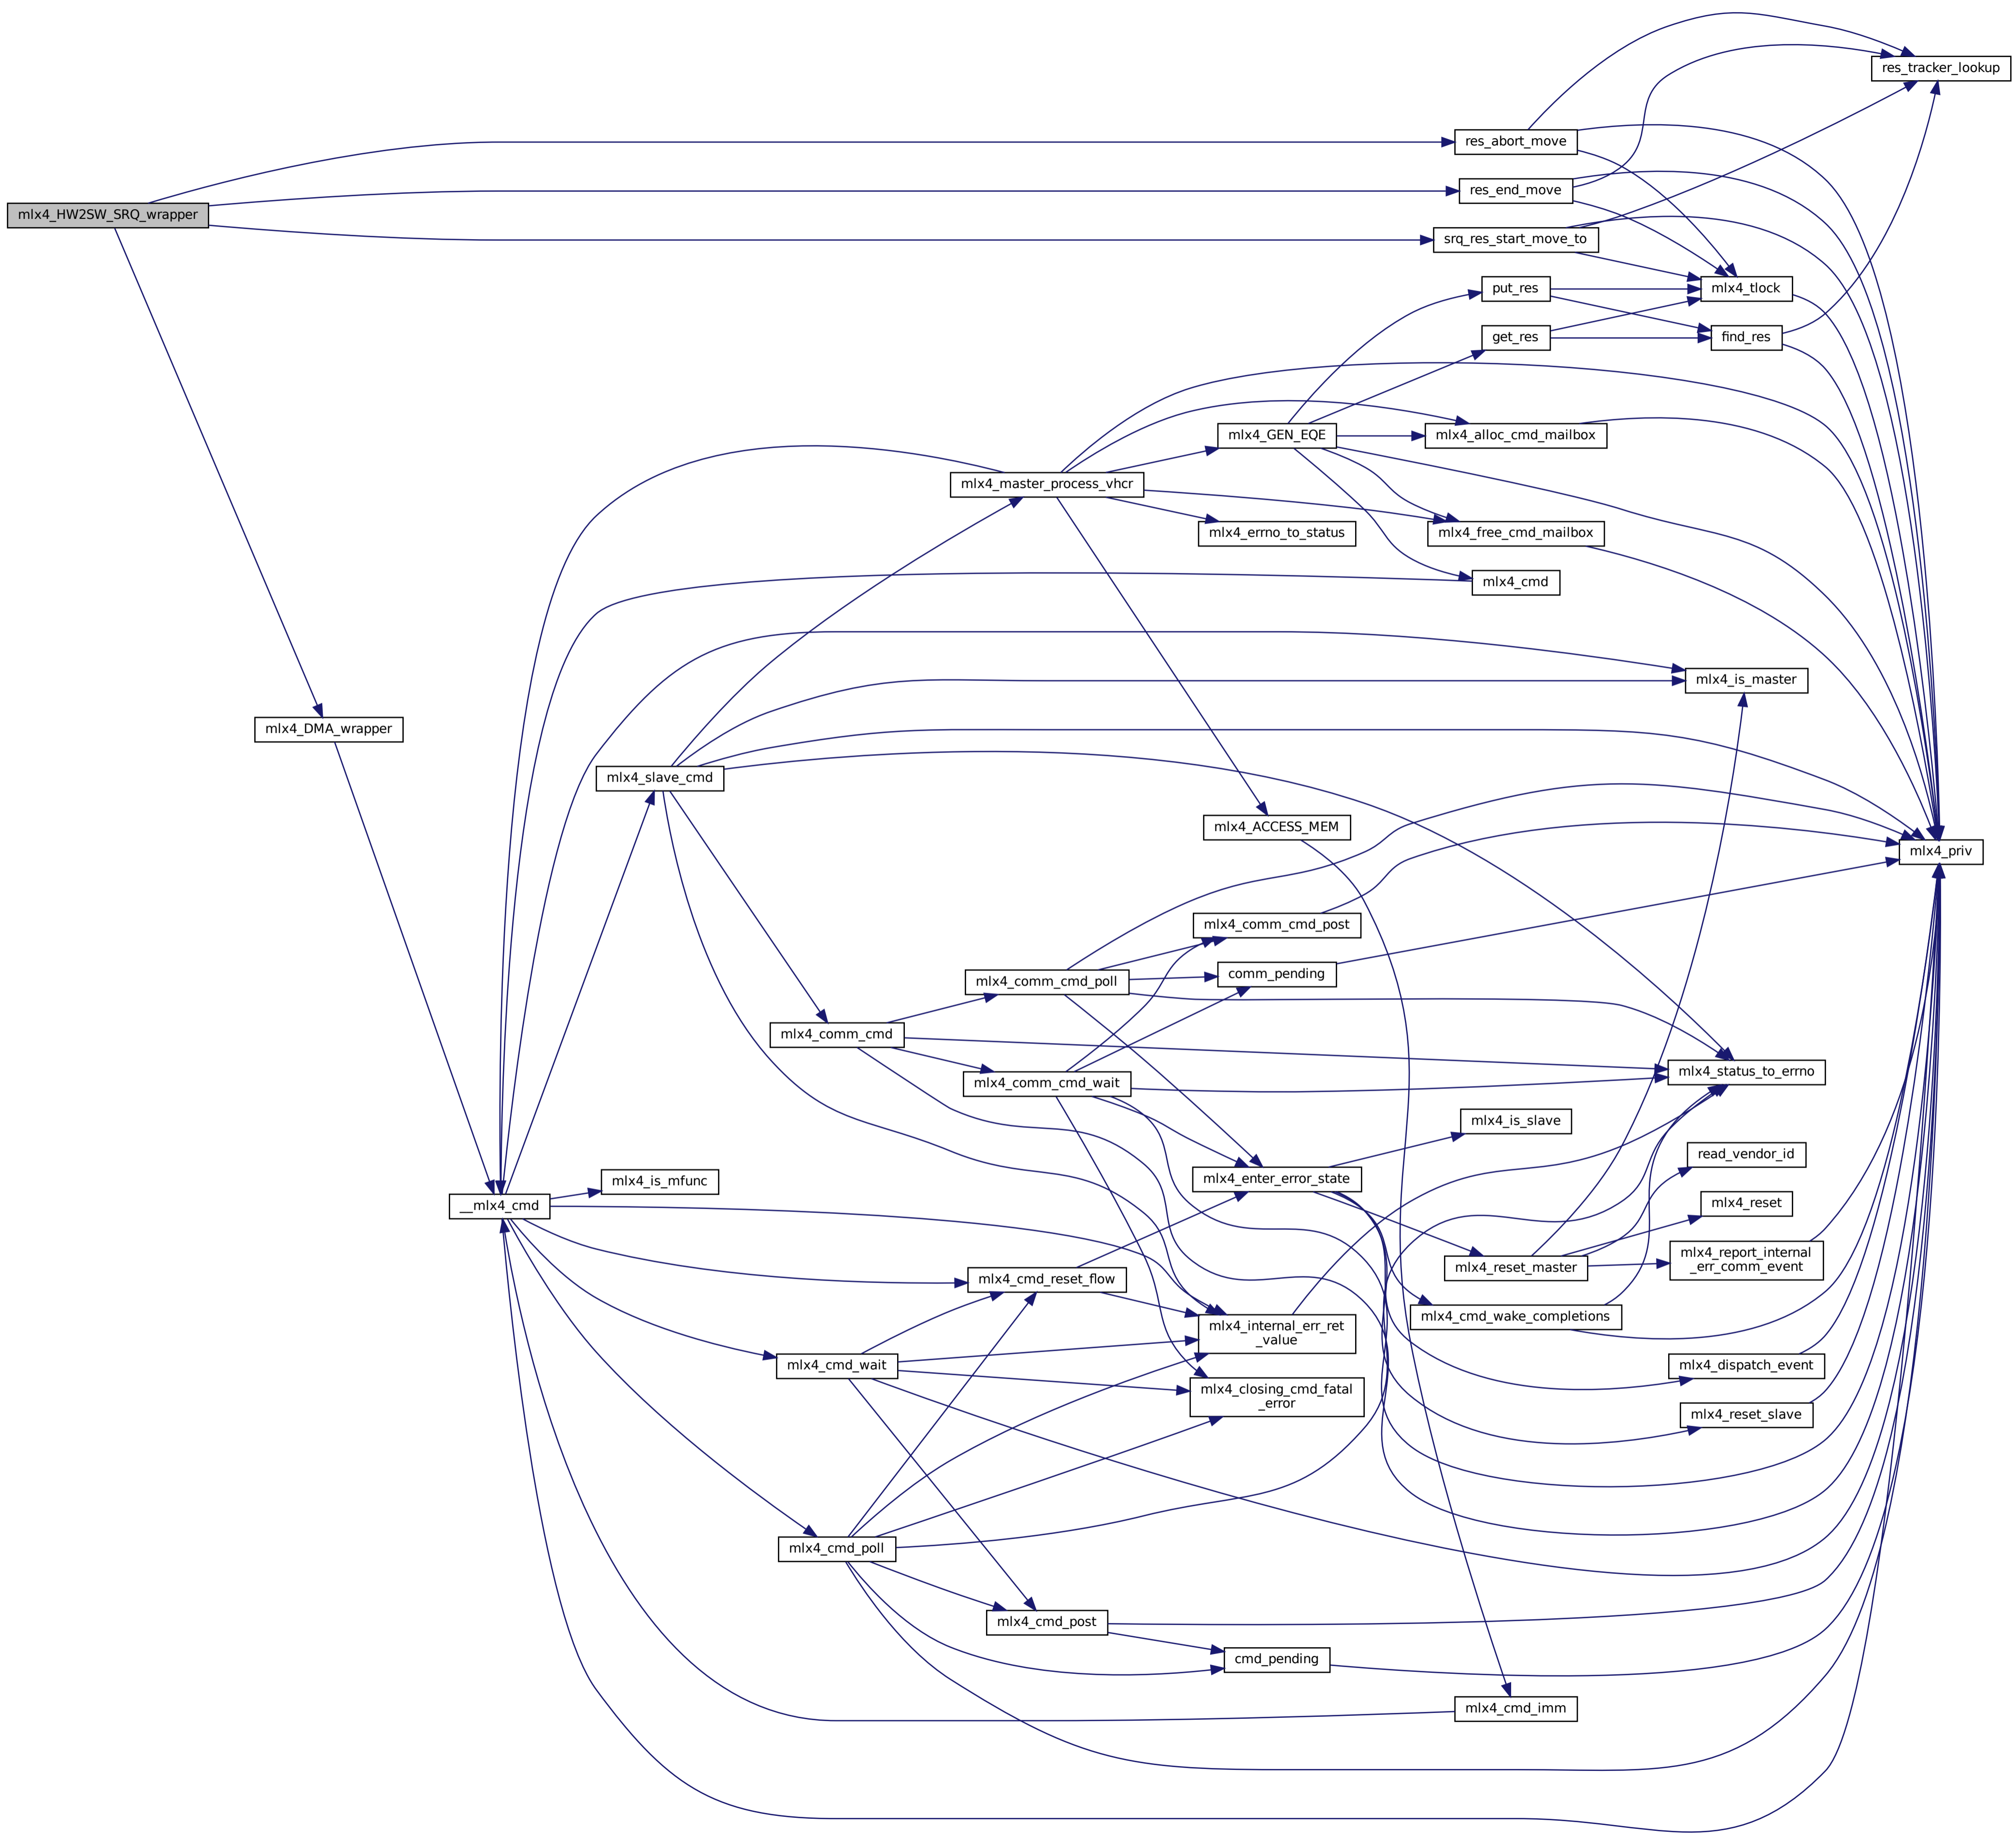 res_tracker_lookup
res_abort_move
res_end_move
mlx4_HW2SW_SRQ_wrapper
srq_res_start_move_to
put_res
mlx4_tlock
get_res
find_res
mlx4_GEN_EQE
mlx4_alloc_cmd_mailbox
mlx4_master_process_vhcr
mlx4_errno_to_status
mlx4_free_cmd_mailbox
mlx4_cmd
mlx4_is_master
mlx4_DMA_wrapper
mlx4_slave_cmd
mlx4_ACCESS_MEM
mlx4_priv
mlx4_comm_cmd_post
comm_pending
mlx4_comm_cmd_poll
mlx4_comm_cmd
mlx4_comm_cmd_wait
mlx4_status_to_errno
mlx4_is_slave
read_vendor_id
mlx4_is_mfunc
mlx4_enter_error_state
__mlx4_cmd
mlx4_reset
mlx4_report_internal
_err_comm_event
mlx4_reset_master
mlx4_cmd_reset_flow
mlx4_cmd_wake_completions
mlx4_internal_err_ret
_value
mlx4_cmd_wait
mlx4_dispatch_event
mlx4_closing_cmd_fatal
_error
mlx4_reset_slave
mlx4_cmd_poll
mlx4_cmd_post
cmd_pending
mlx4_cmd_imm